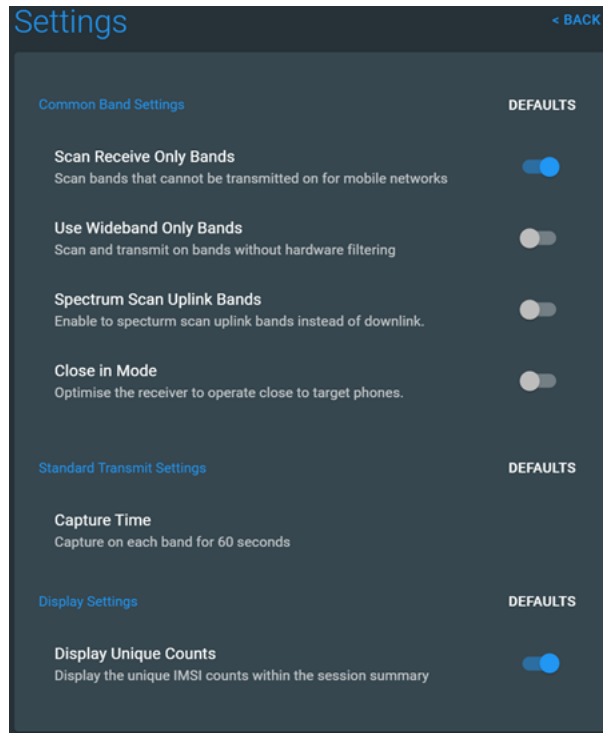 Settings
< BACK
Common Band Settings
DEFAULTS
Scan Receive Only Bands
Scan bands that cannot be transmitted on for mobile networks
Use Wideband Only Bands
Scan and transmit on bands without hardware filtering
Spectrum Scan Uplink Bands
Enable to specturm scan uplink bands instead of downlink.
Close in Mode
Optimise the receiver to operate close to target phones.
Standard Transmit Settings
DEFAULTS
Capture Time
Capture on each band for 60 seconds
Display Settings
DEFAULTS
Display Unique Counts
Display the unique IMSI counts within the session summary